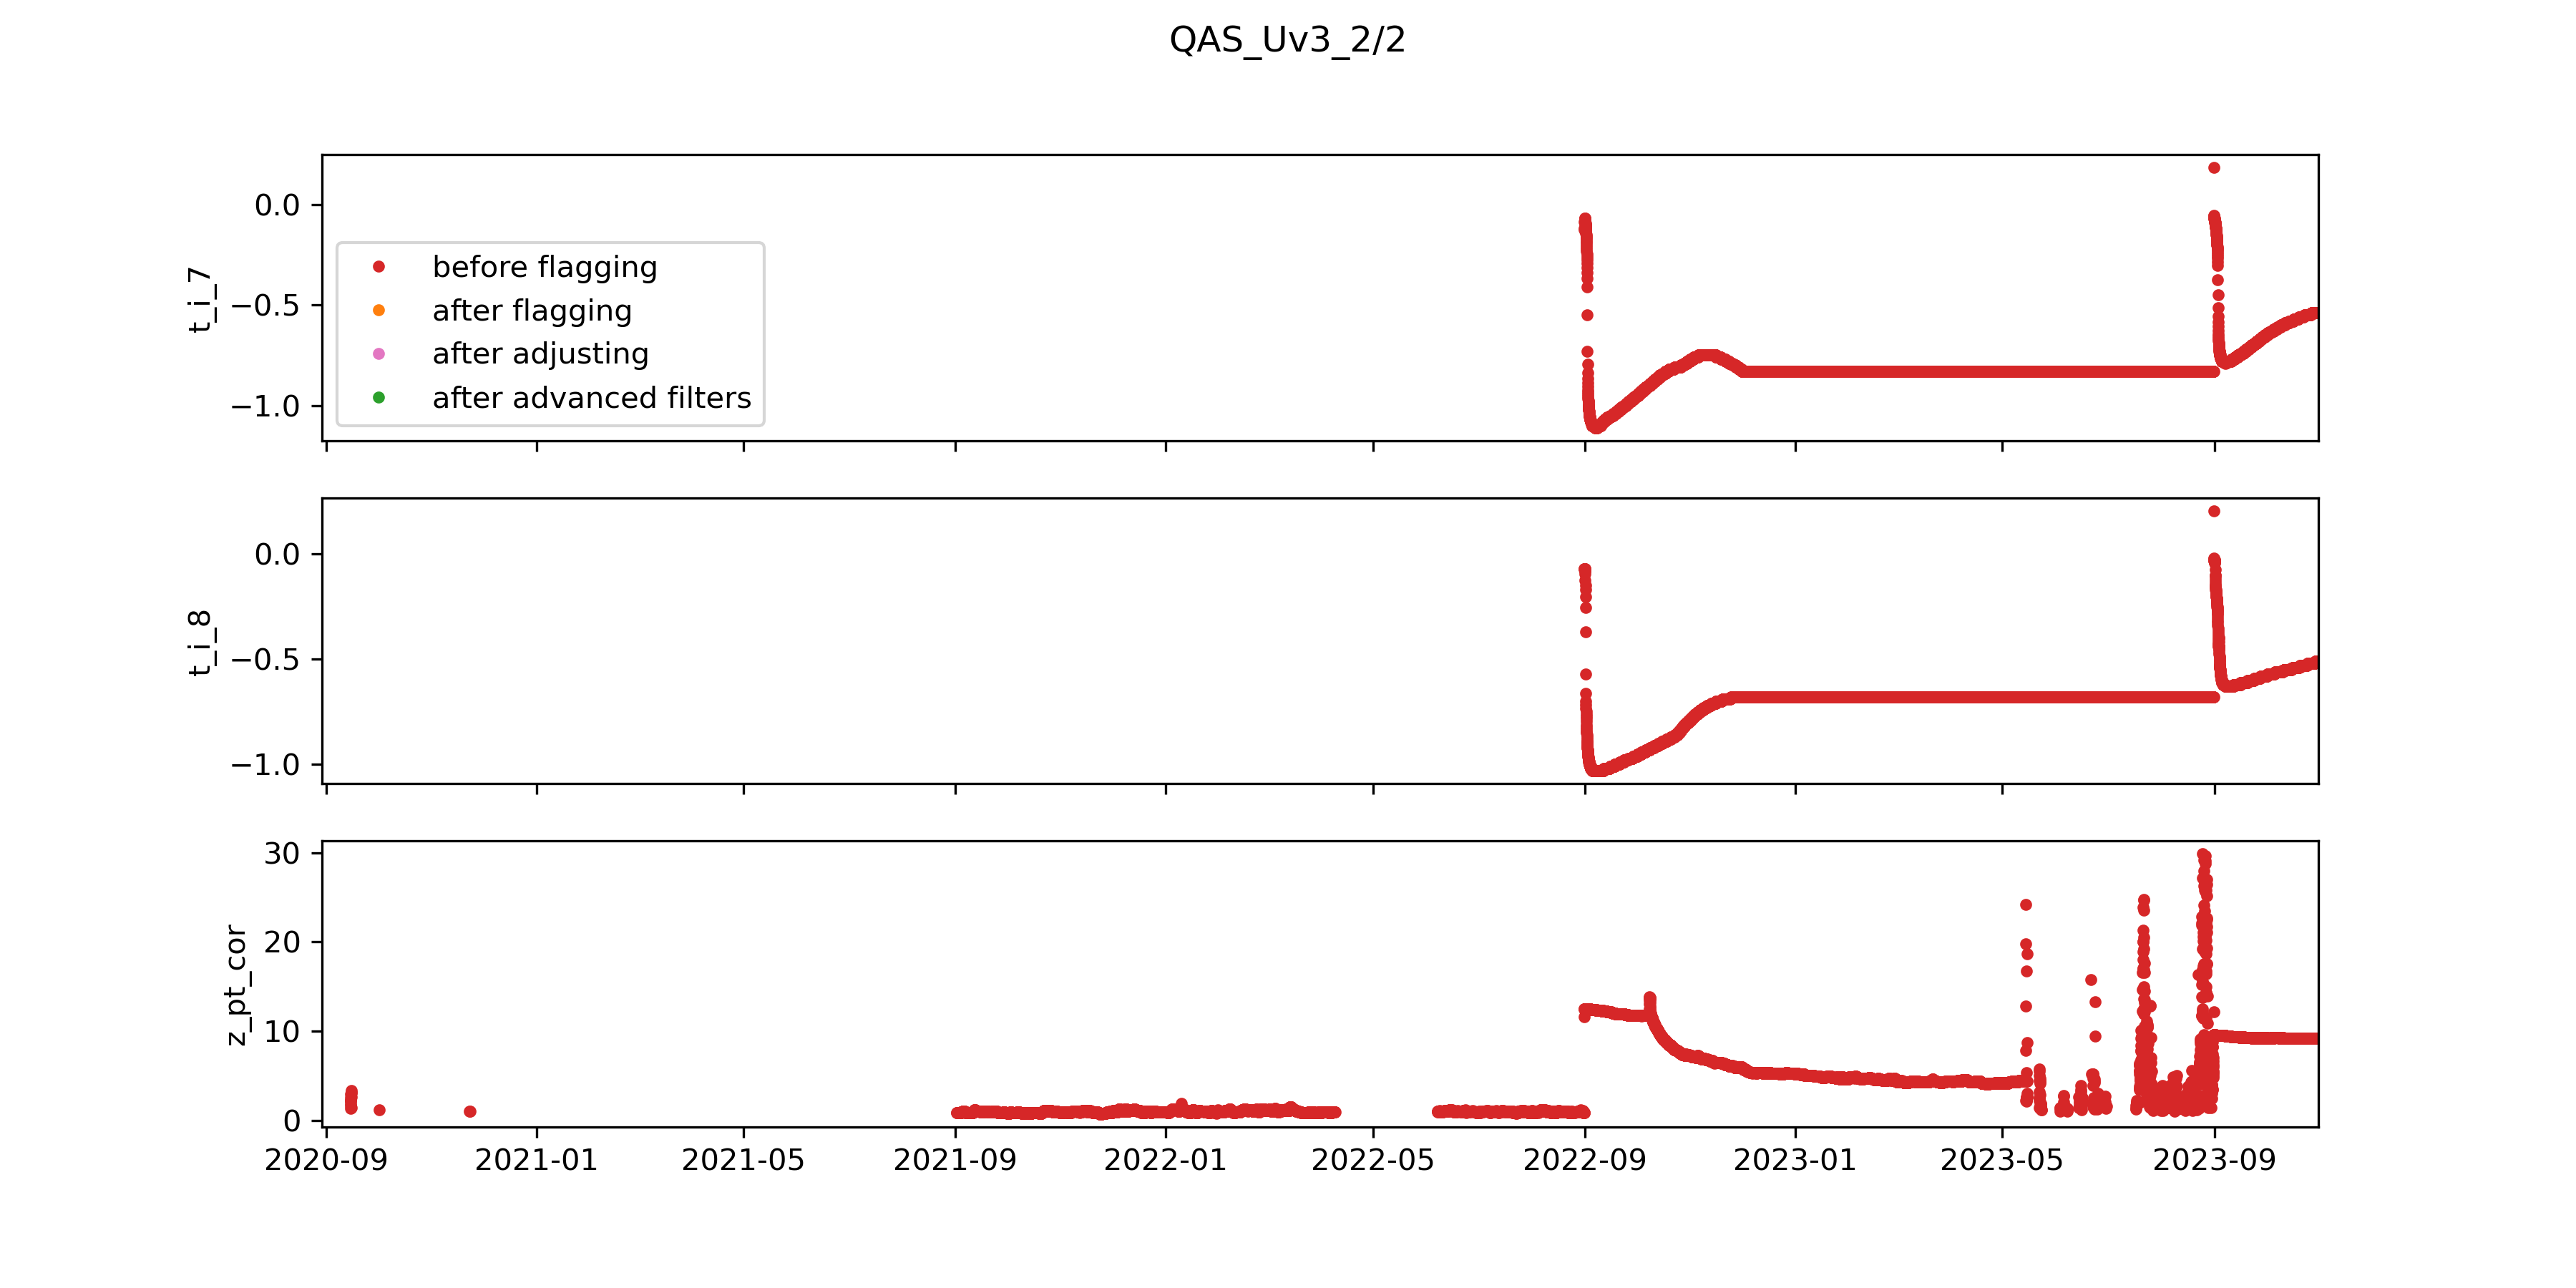 QAS_Uv3_2/2
t_i_7
0.0
−0.5
−1.0
before flagging
after flagging
after adjusting
after advanced filters
t_i_8
0.0
−0.5
−1.0
z_pt_cor
30
20
10
0
2020-09 2021-01 2021-05 2021-09 2022-01 2022-05 2022-09 2023-01 2023-05 2023-09